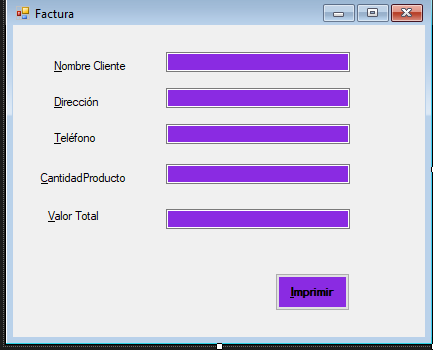 Factura
Nombre Cliente
Dirección
Teléfono
CantidadProducto
Valor Total
Imprimir